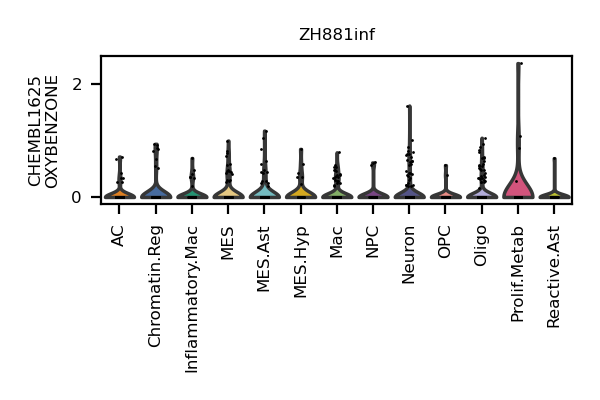 ZH881inf
CHEMBL1625
OXYBENZONE
2
0
AC
Chromatin.Reg
Inflammatory.Mac
MES
MES.Ast
MES.Hyp
Mac
NPC
Neuron
OPC
Oligo
Prolif.Metab
Reactive.Ast